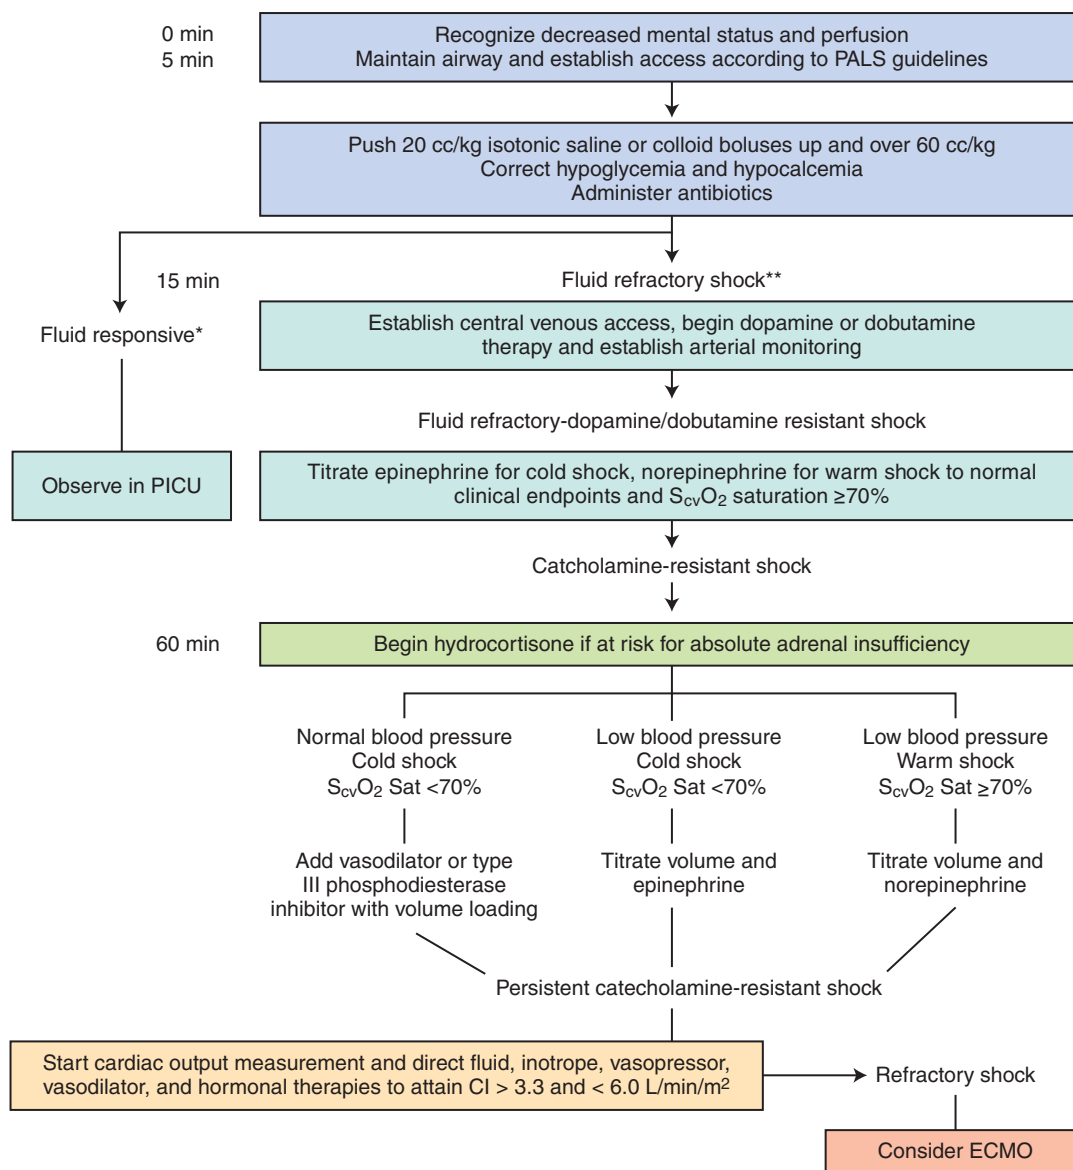 0 min
5 min
Recognize decreased mental status and perfusion
Maintain airway and establish access according to PALS guidelines
Push 20 cc/kg isotonic saline or colloid boluses up and over 60 cc/kg
Correct hypoglycemia and hypocalcemia
Administer antibiotics
15 min
Fluid refractory shock**
Fluid responsive*
Establish central venous access, begin dopamine or dobutamine
therapy and establish arterial monitoring
Fluid refractory-dopamine/dobutamine resistant shock
Observe in PICU
Titrate epinephrine for cold shock, norepinephrine for warm shock to normal
clinical endpoints and ScvO2 saturation ≥70%
Catcholamine-resistant shock
60 min
Begin hydrocortisone if at risk for absolute adrenal insufficiency
Normal blood pressure
Cold shock
ScvO2 Sat <70%
Low blood pressure
Cold shock
ScvO2 Sat <70%
Low blood pressure
Warm shock
ScvO2 Sat ≥70%
Add vasodilator or type
III phosphodiesterase
inhibitor with volume loading
Titrate volume and
epinephrine
Titrate volume and
norepinephrine
Persistent catecholamine-resistant shock
Start cardiac output measurement and direct fluid, inotrope, vasopressor,
vasodilator, and hormonal therapies to attain CI > 3.3 and < 6.0 L/min/m2
Refractory shock
Consider ECMO